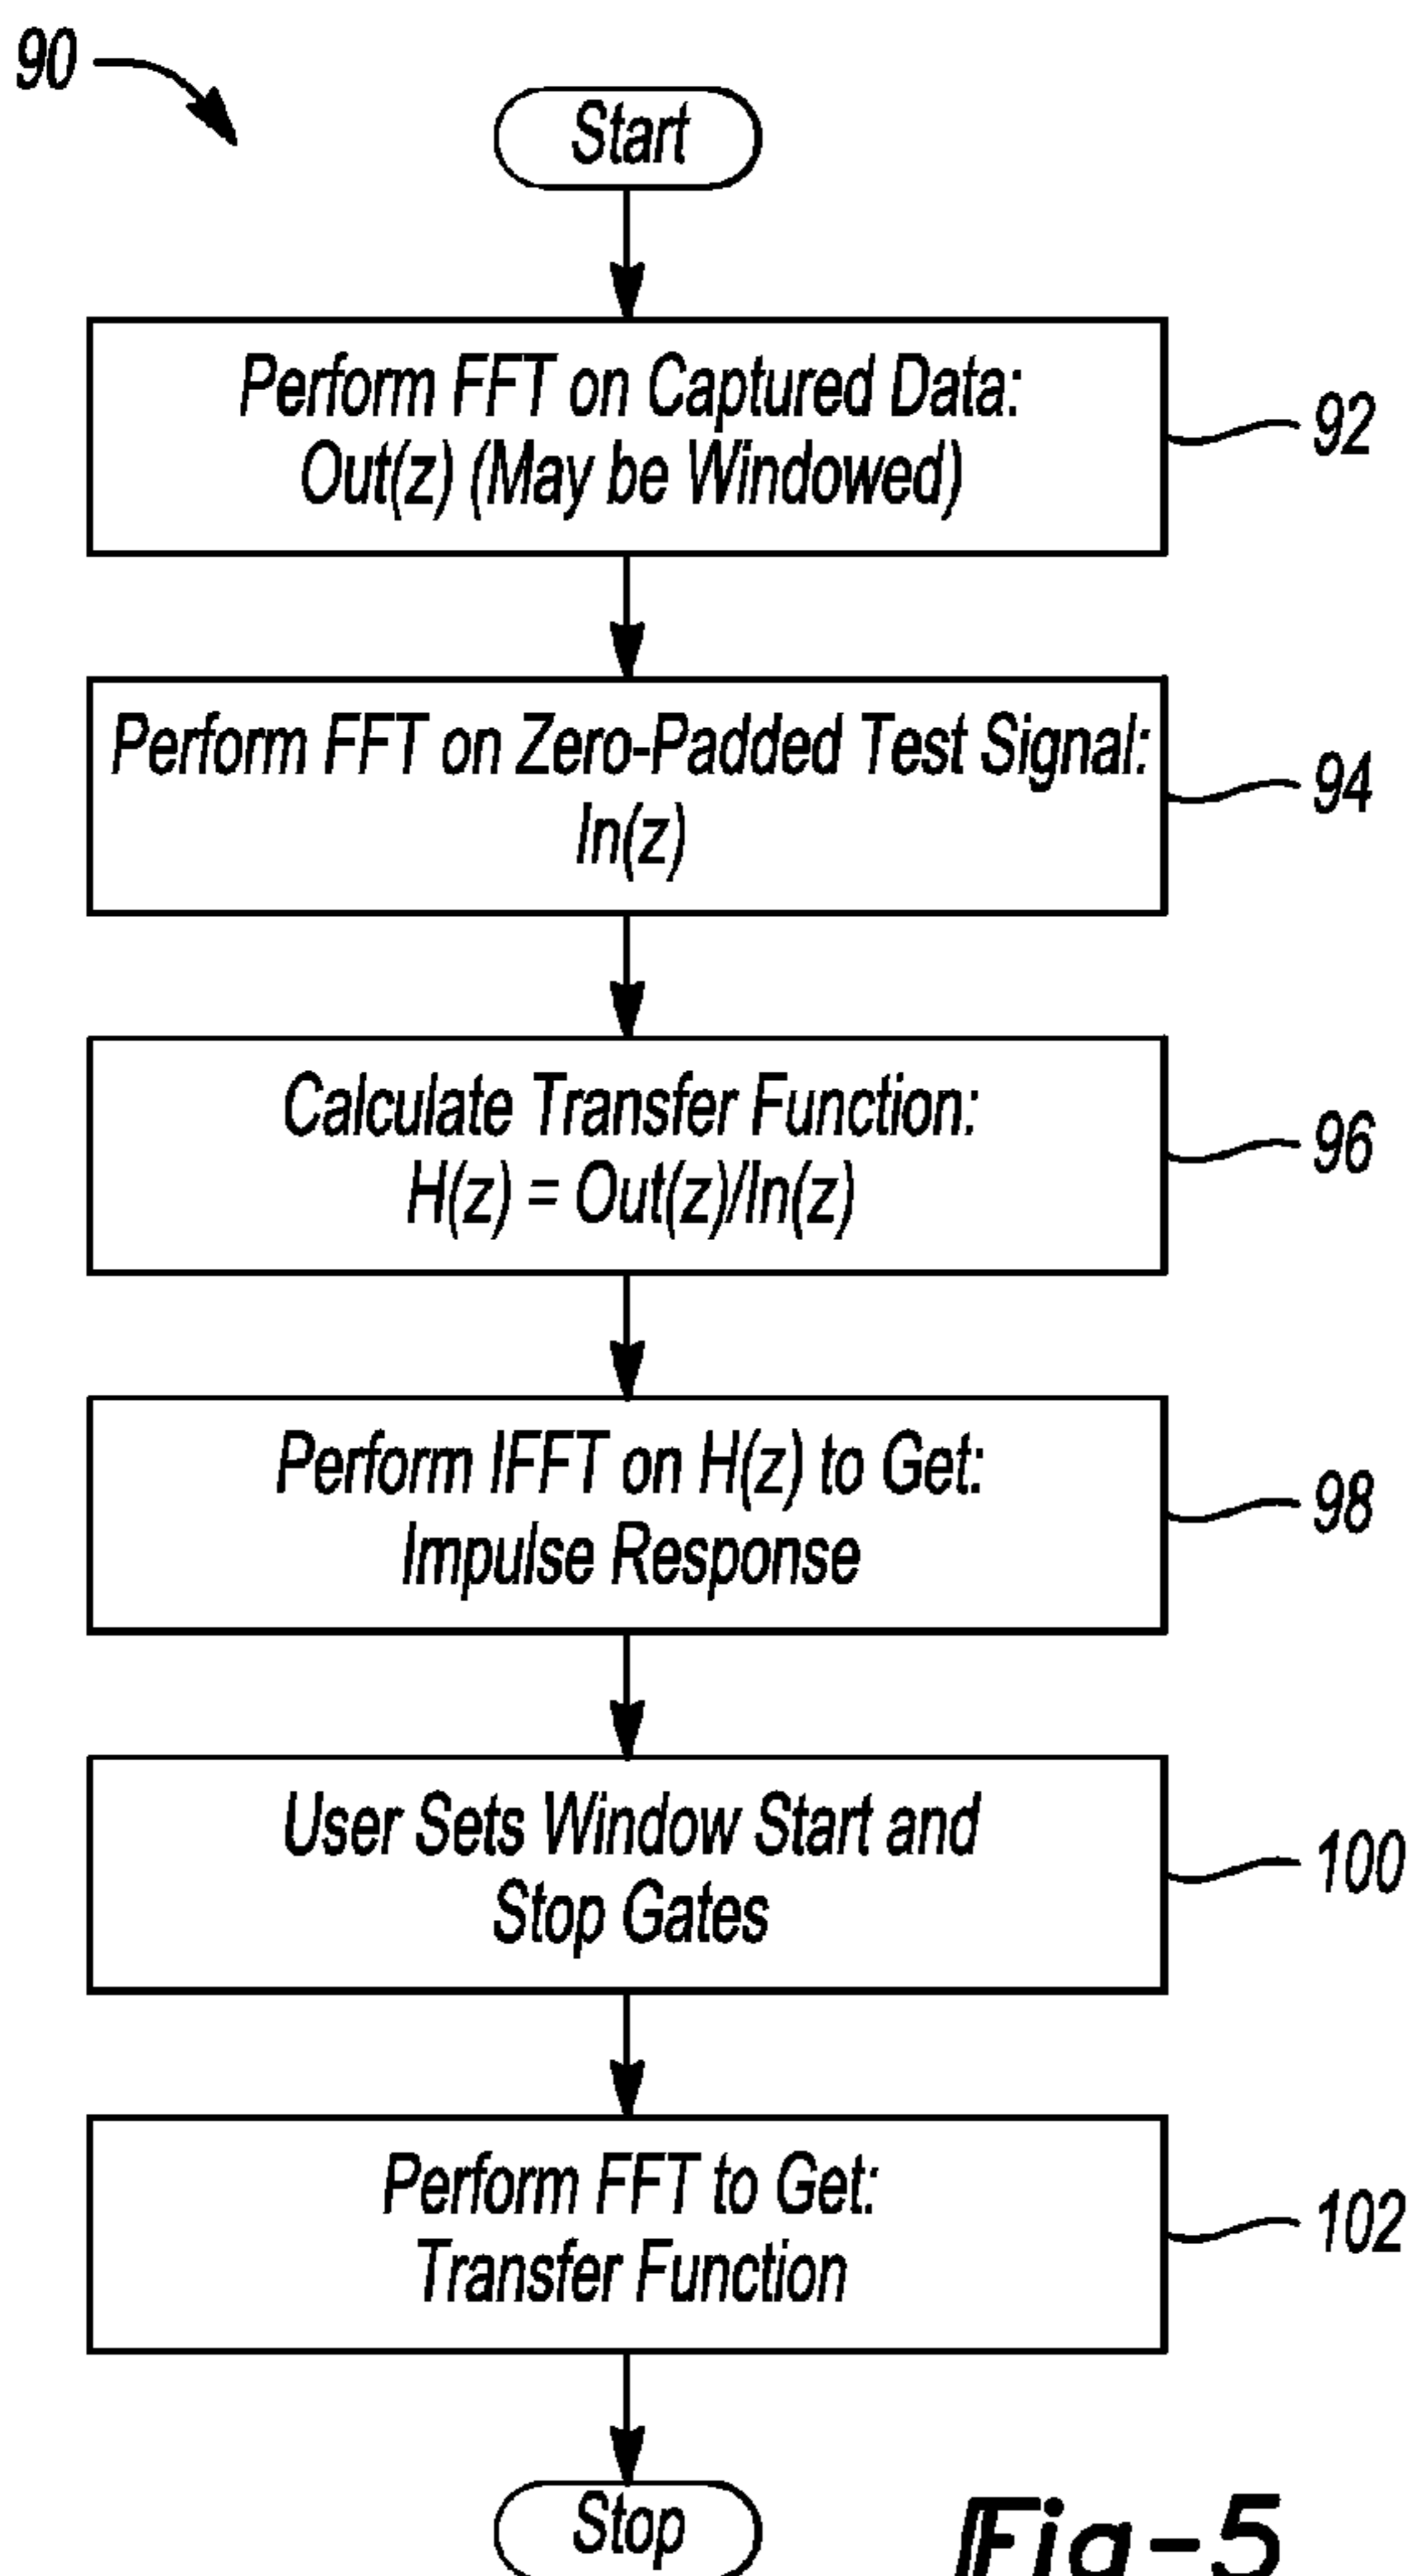 90
Start
Perform FFT on Captured Data:
Out(z) (May be Windowed)
92
Perform FFT on Zero-Padded Test Signal:
In(z)
94
Calculate Transfer Function:
H(z) = Out(z)/In(z)
96
Perform IFFT on H(z) to Get:
Impulse Response
98
User Sets Window Start and
Stop Gates
100
Perform FFT to Get:
Transfer Function
102
Stop
Fig-5